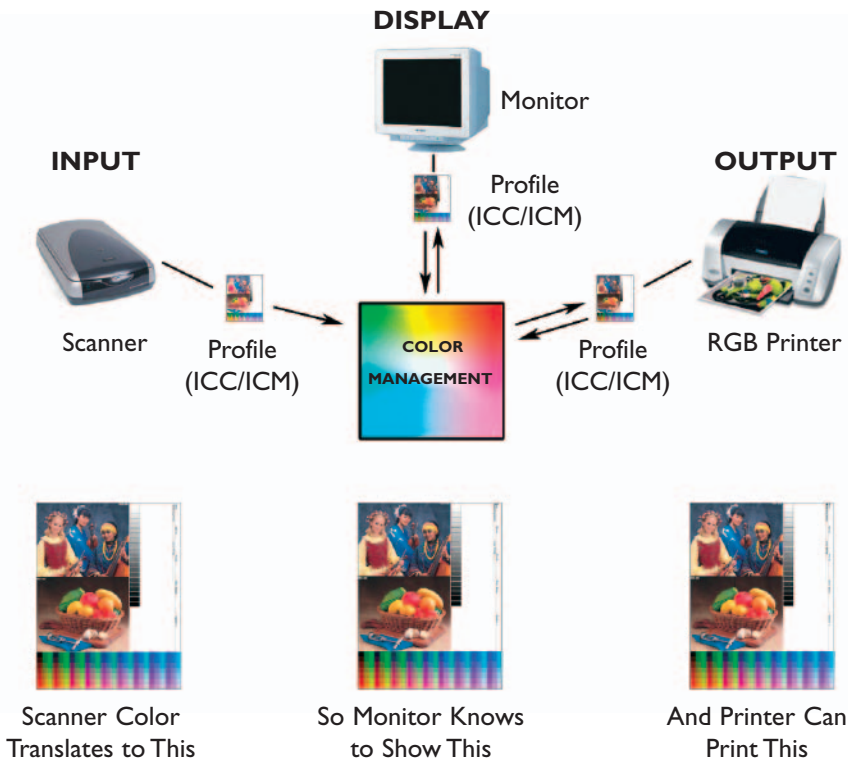 DISPLAY
Monitor
INPUT
OUTPUT
Profile
(ICC/ICM)
Scanner
Profile
(ICC/ICM)
COLOR
MANAGEMENT
Profile
(ICC/ICM)
RGB Printer
Scanner Color
Translates to This
So Monitor Knows
to Show This
And Printer Can
Print This